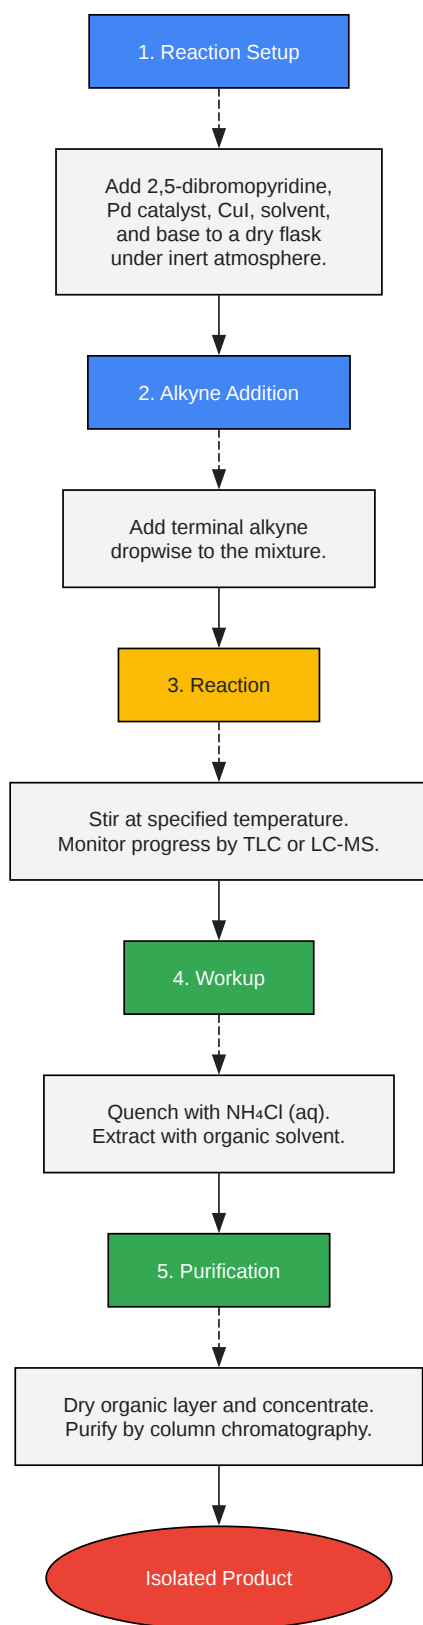 1. Reaction Setup
Add 2,5-dibromopyridine,
Pd catalyst, CuI, solvent,
and base to a dry flask
under inert atmosphere.
2. Alkyne Addition
Add terminal alkyne
dropwise to the mixture.
3. Reaction
Stir at specified temperature.
Monitor progress by TLC or LC-MS.
4. Workup
Quench with NH₄Cl (aq).
Extract with organic solvent.
5. Purification
Dry organic layer and concentrate.
Purify by column chromatography.
Isolated Product